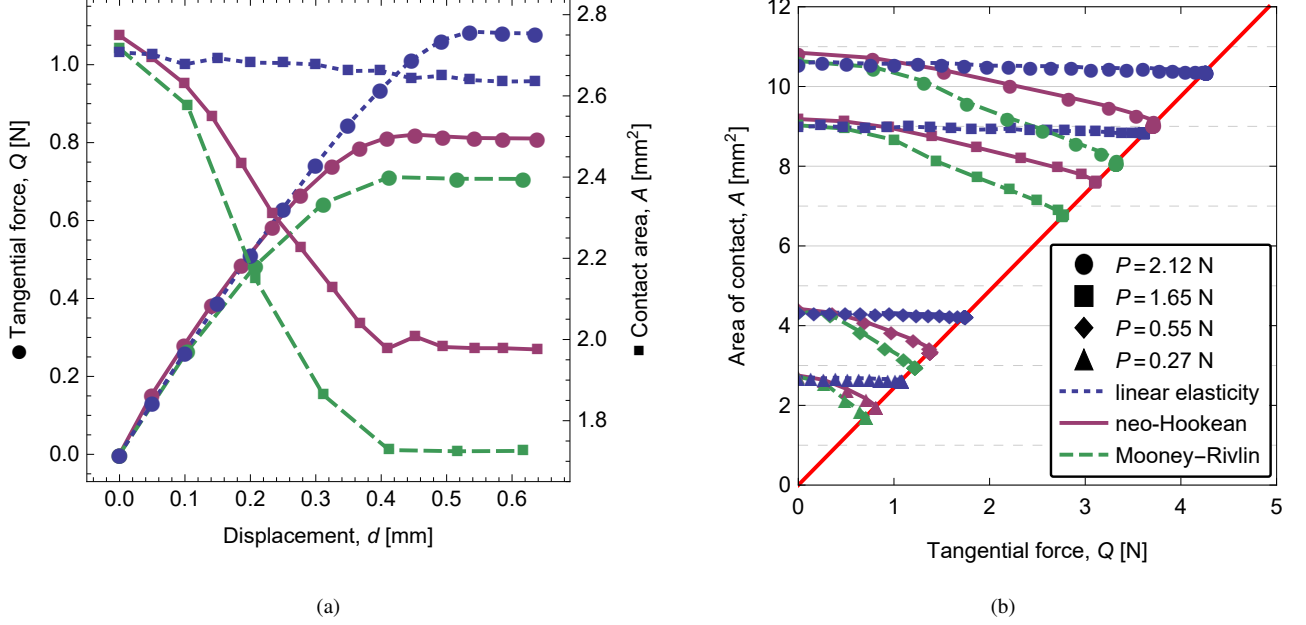 ● Tangential force, Q [N]
1.0
0.8
0.6
0.4
0.2
0.0
0.0 0.1 0.2 0.3 0.4 0.5 0.6
Displacement, d [mm]
2.8
2.6
2.4
2.2
2.0
1.8
■ Contact area, A [mm²]
(a)
Area of contact, A [mm²]
12
10
8
6
4
2
0
0 1 2 3 4 5
Tangential force, Q [N]
P = 2.12 N
P = 1.65 N
P = 0.55 N
P = 0.27 N
linear elasticity
neo-Hookean
Mooney–Rivlin
(b)